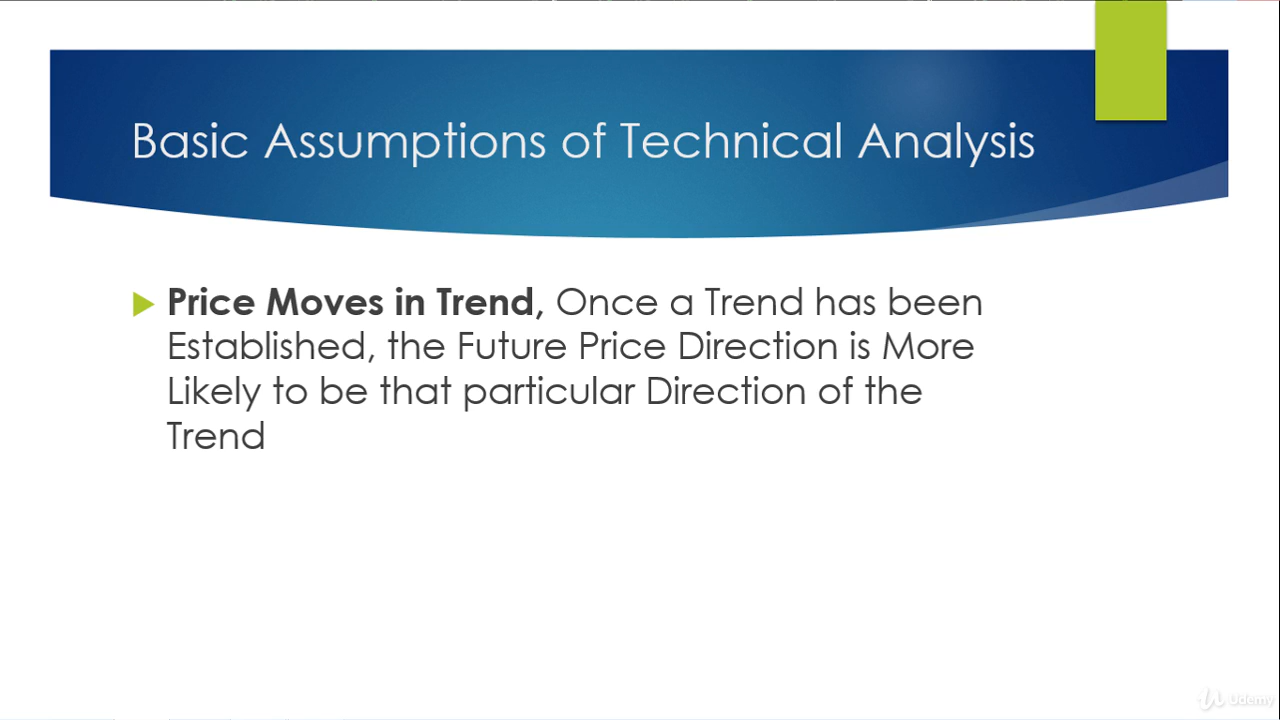 Basic Assumptions of Technical Analysis
Price Moves in Trend, Once a Trend has been
Established, the Future Price Direction is More
Likely to be that particular Direction of the
Trend
Udemy